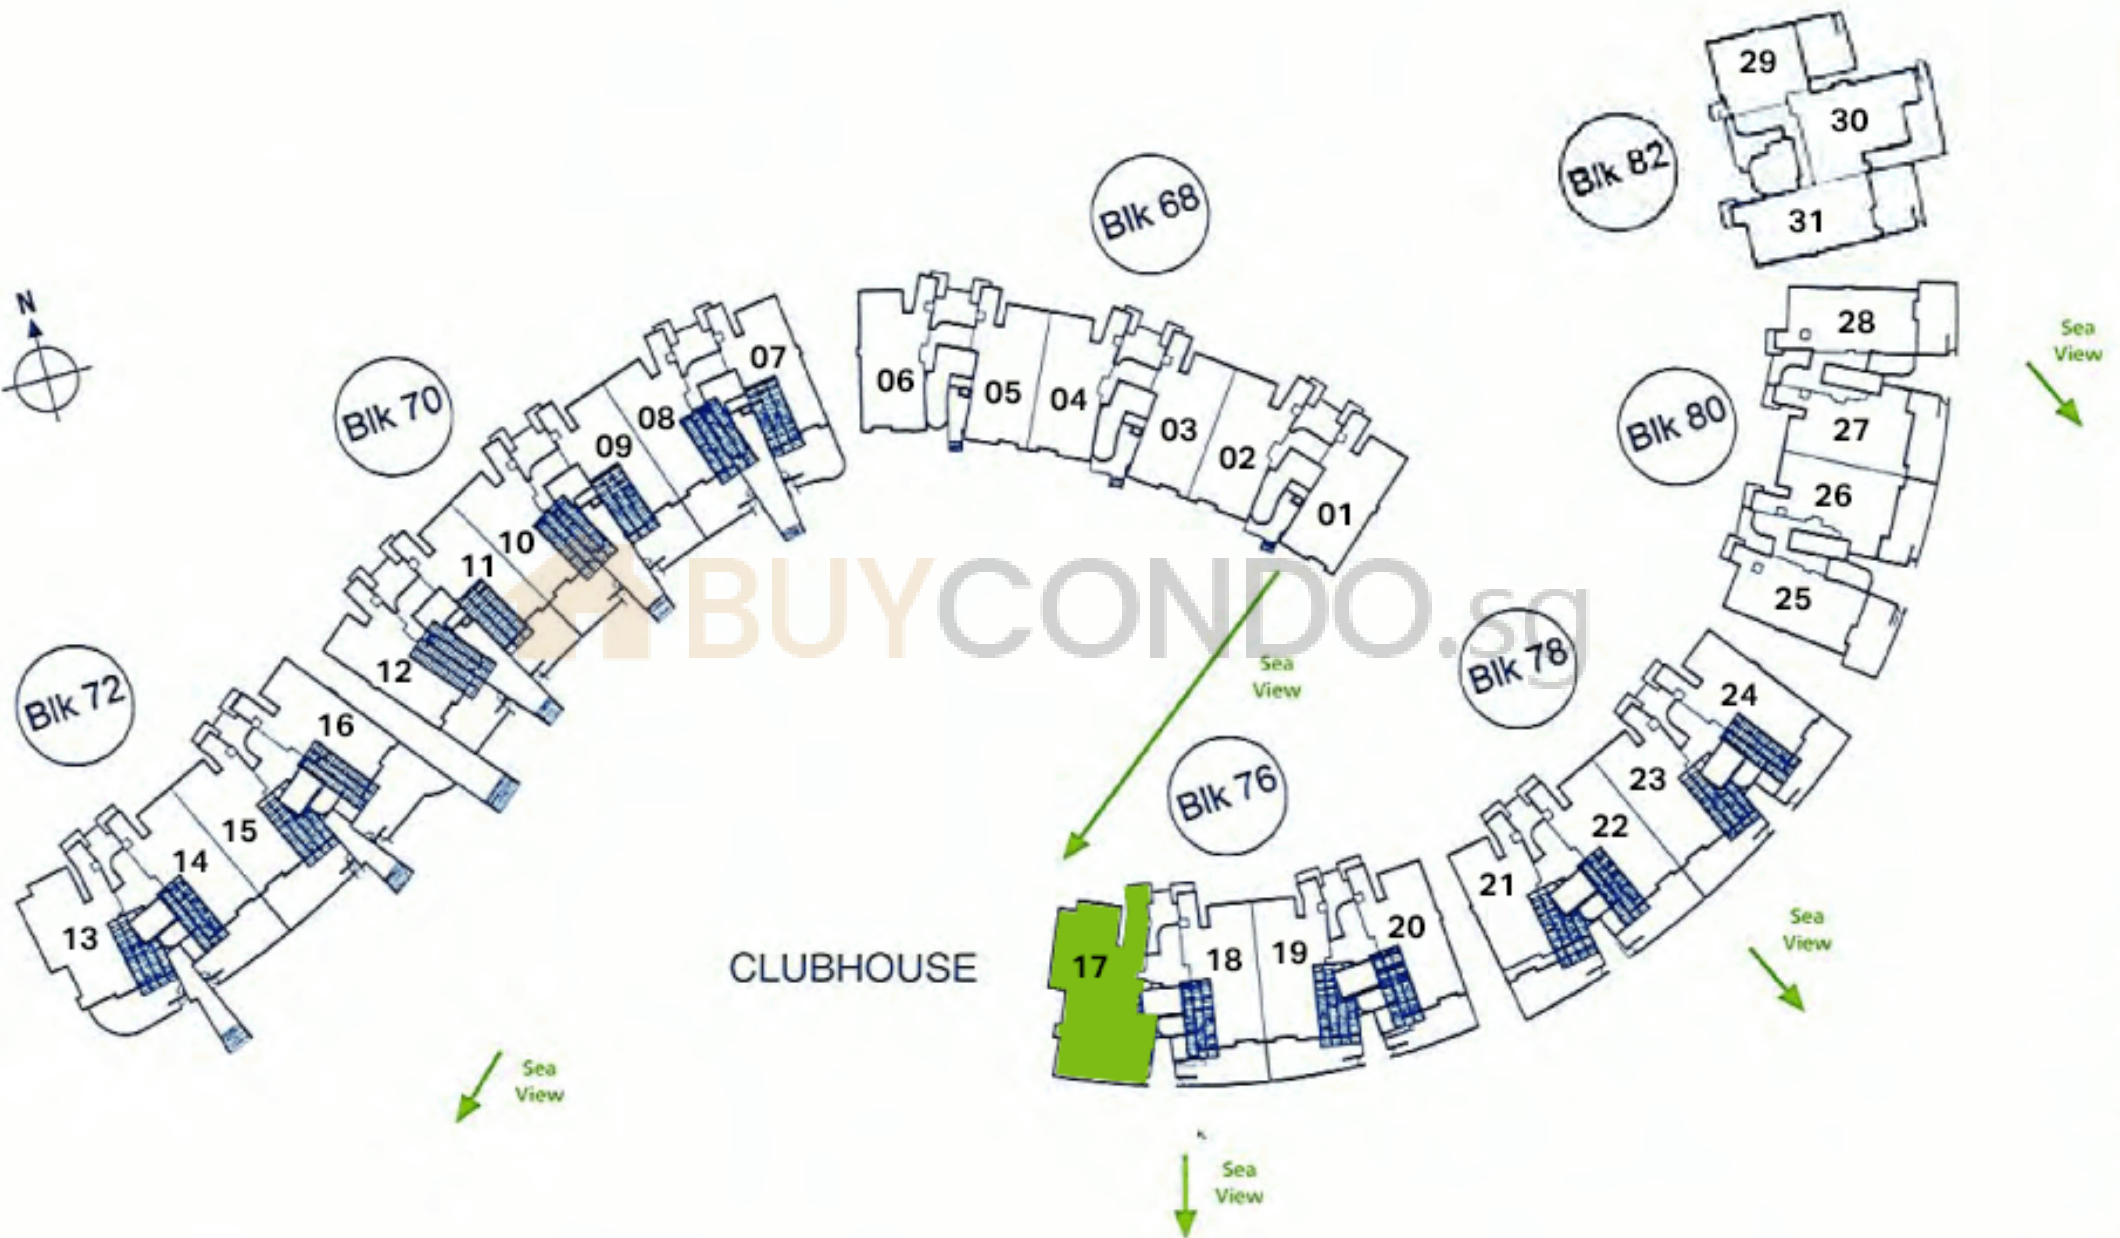 29
30
Blk 82
31
Blk 68
N
28
Sea
View
07
06
05
04
Blk 70
08
03
27
09
02
Blk 80
26
10
01
11
BUYCONDO.sg
25
12
Sea
View
Blk 78
Blk 72
24
16
Blk 76
23
15
22
14
21
13
20
Sea
View
CLUBHOUSE
17
18
19
Sea
View
Sea
View